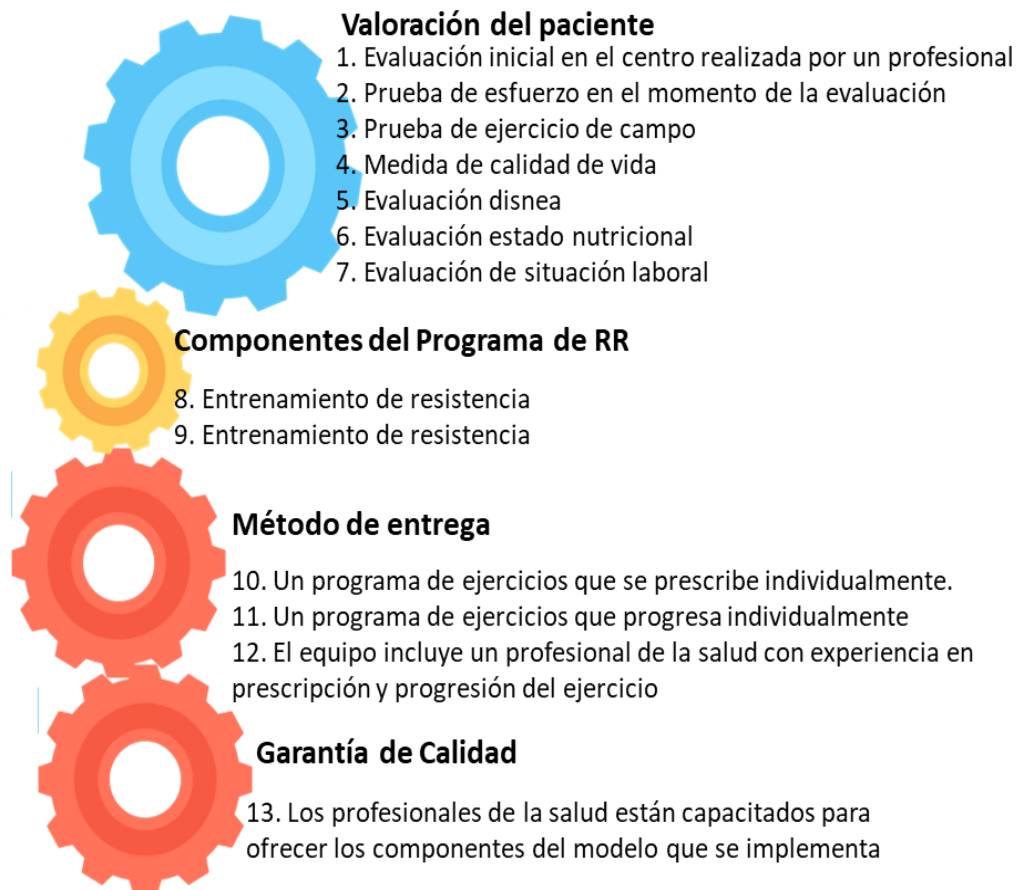 Valoración del paciente
1. Evaluación inicial en el centro realizada por un profesional
2. Prueba de esfuerzo en el momento de la evaluación
3. Prueba de ejercicio de campo
4. Medida de calidad de vida
5. Evaluación disnea
6. Evaluación estado nutricional
7. Evaluación de situación laboral
Componentes del Programa de RR
8. Entrenamiento de resistencia
9. Entrenamiento de resistencia
Método de entrega
10. Un programa de ejercicios que se prescribe individualmente.
11. Un programa de ejercicios que progresa individualmente
12. El equipo incluye un profesional de la salud con experiencia en
prescripción y progresión del ejercicio
Garantía de Calidad
13. Los profesionales de la salud están capacitados para
ofrecer los componentes del modelo que se implementa